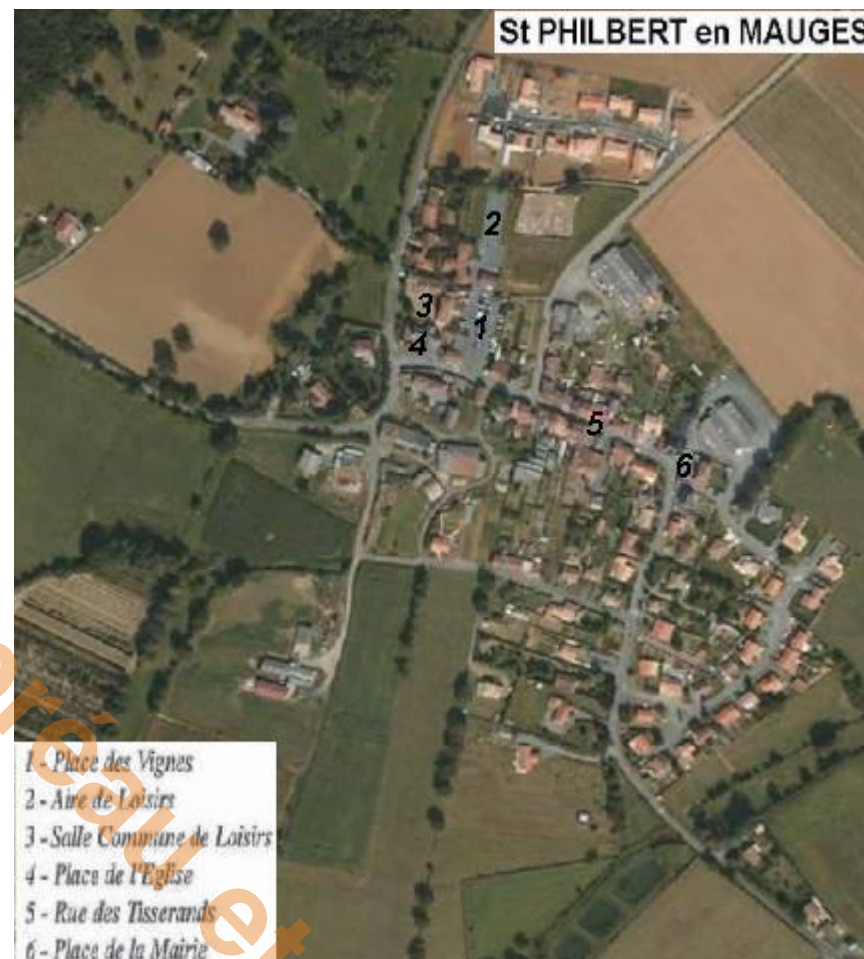 St PHILBERT en MAUGES
2
3
1
4
5
6
1 - Place des Vignes
2 - Aire de Loisirs
3 - Salle Commune de Loisirs
4 - Place de l'Eglise
5 - Rue des Tisserands
6 - Place de la Mairie